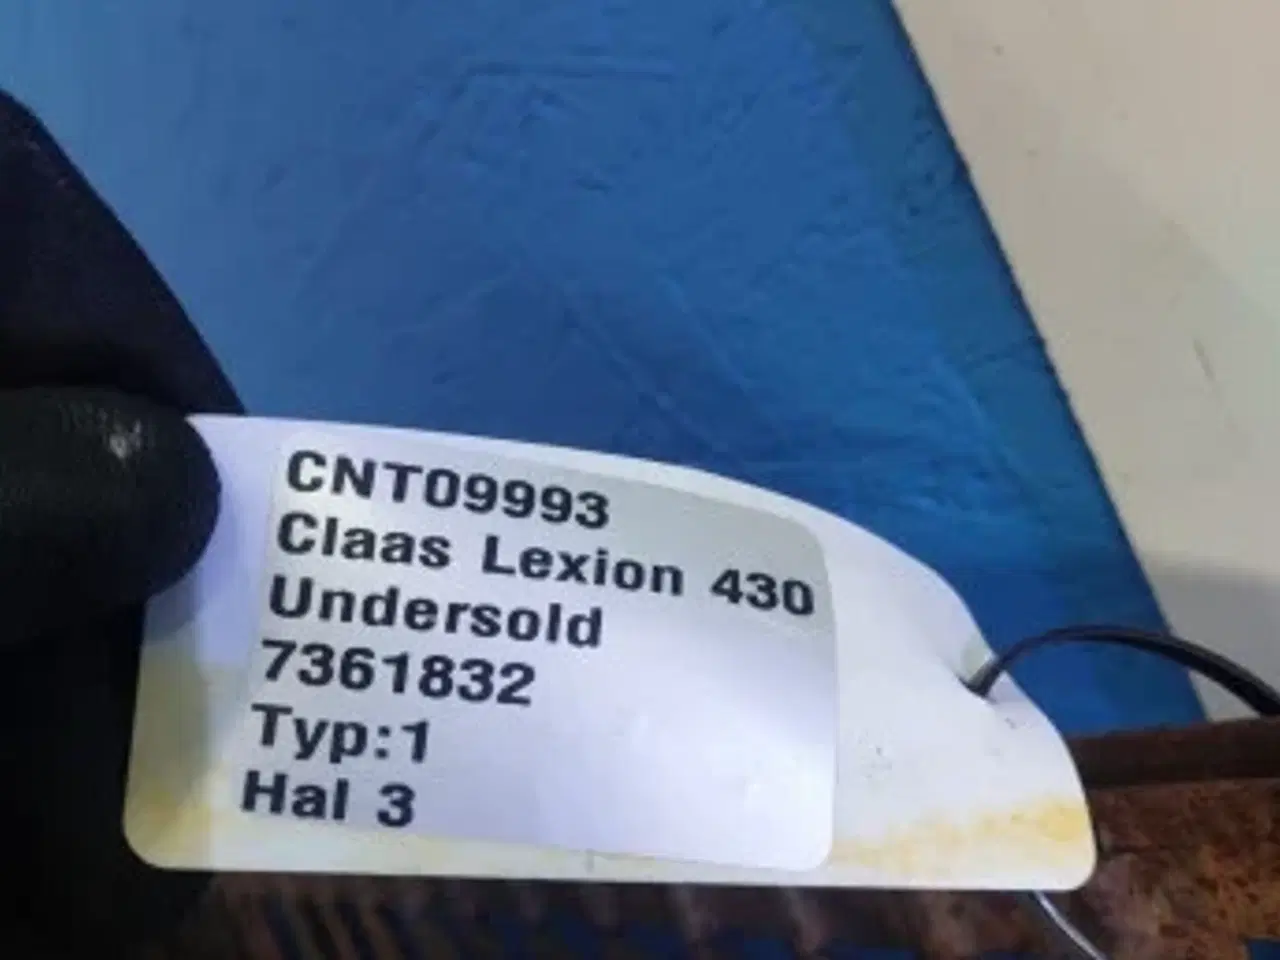 CNT09993
Claas Lexion 430
Undersold
7361832
Typ:1
Hal 3